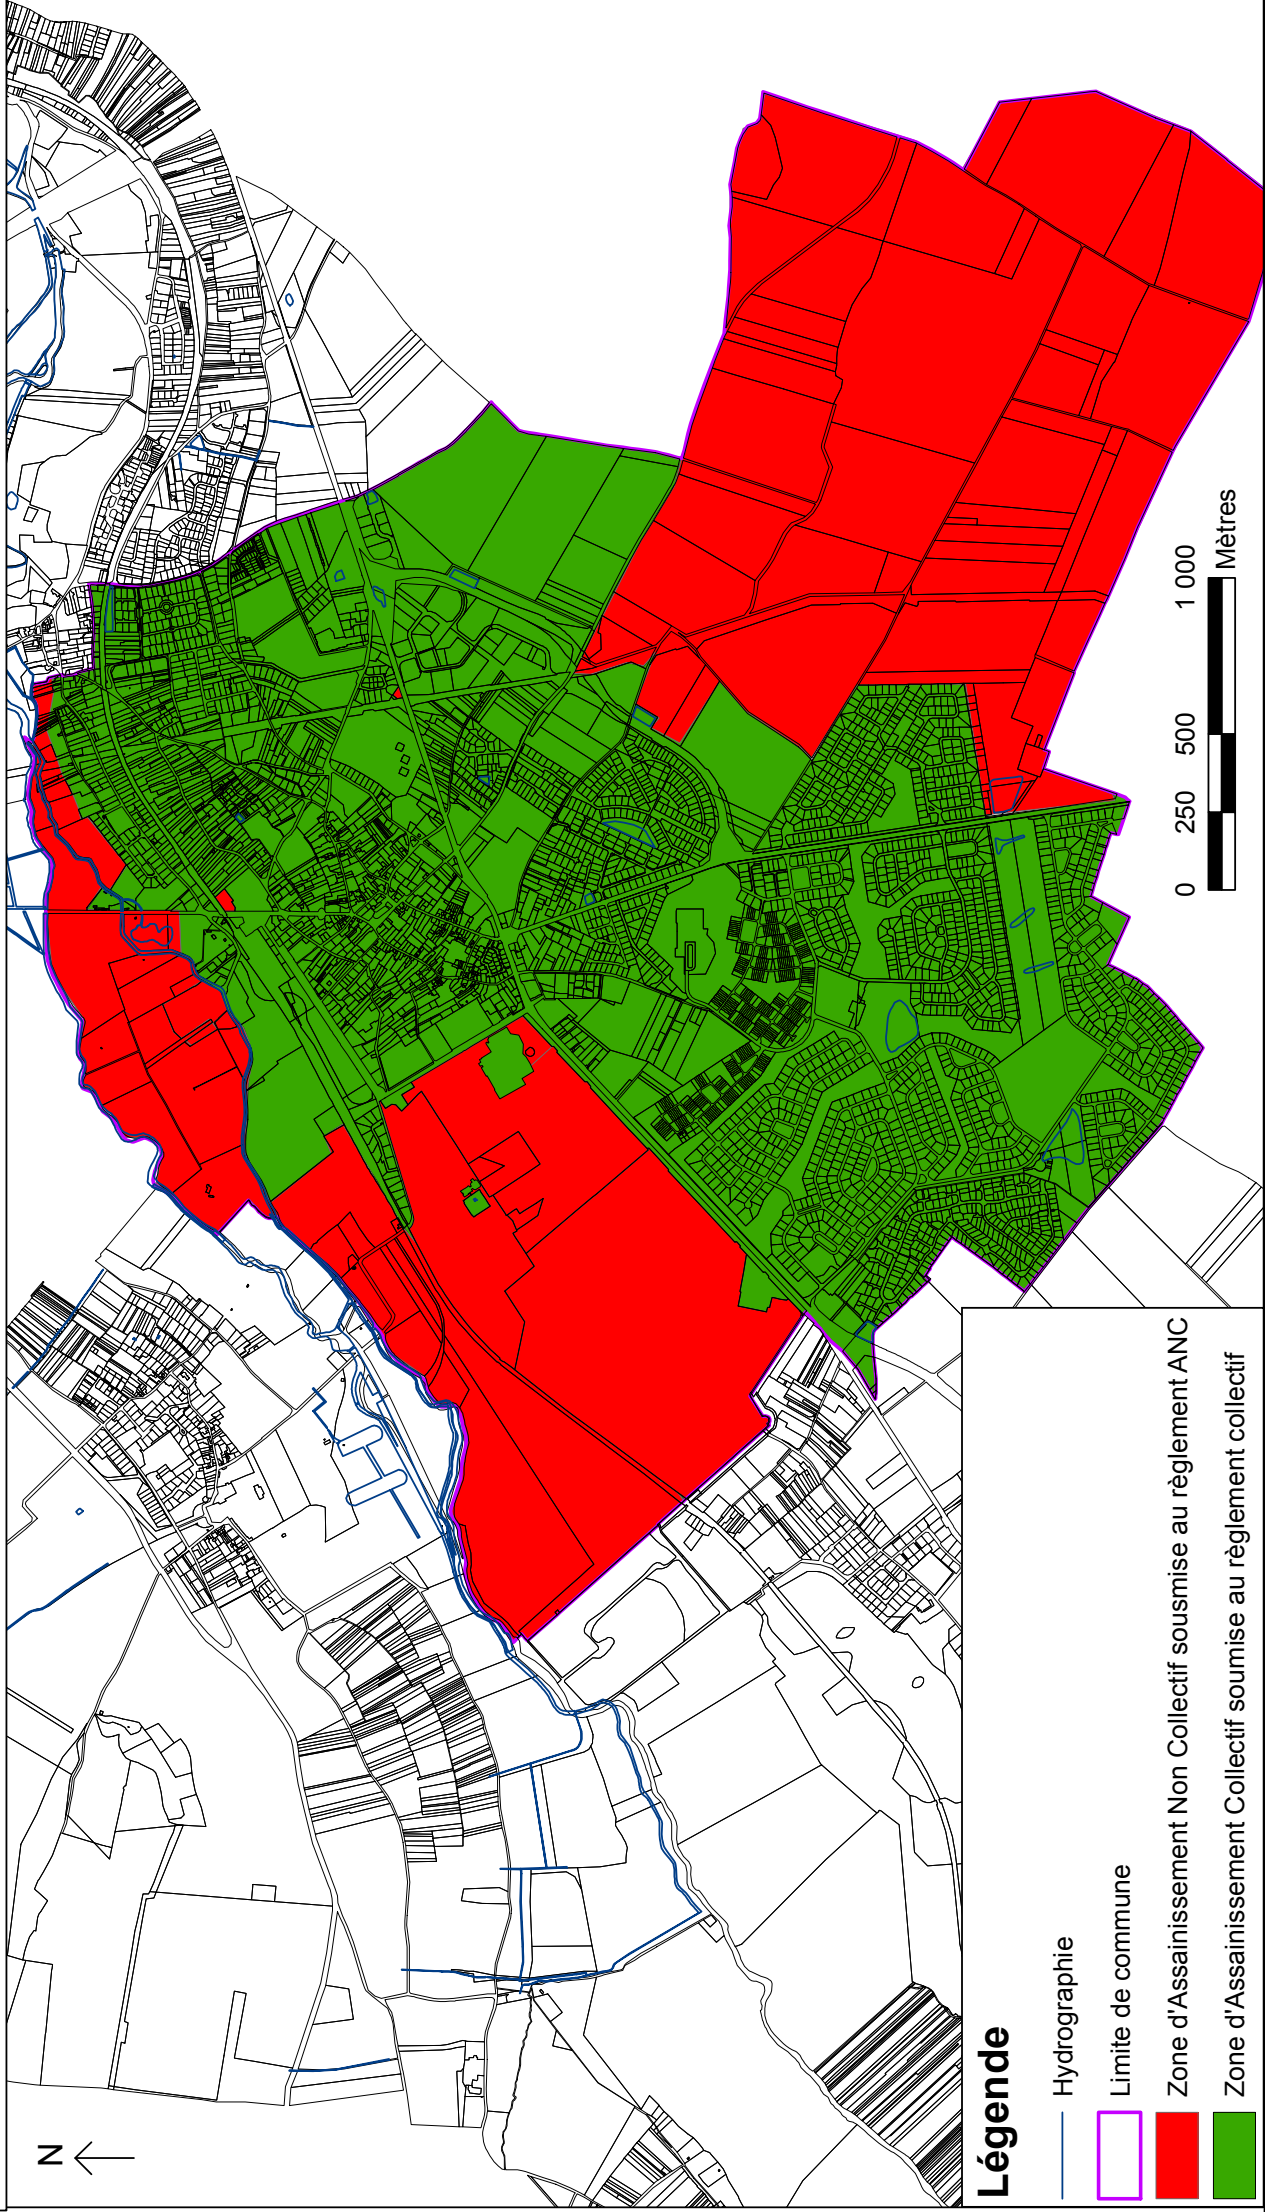 N
Légende
Hydrographie
Limite de commune
Zone d'Assainissement Non Collectif sousmise au règlement ANC
Zone d'Assainissement Collectif soumise au règlement collectif
0 250 500 1 000
Mètres